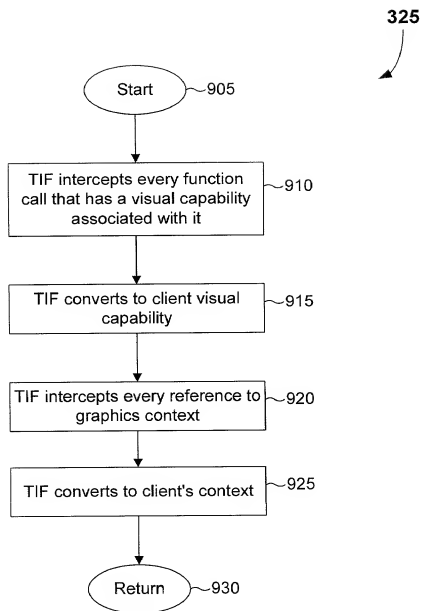 325
Start
905
TIF intercepts every function
call that has a visual capability
associated with it
910
TIF converts to client visual
capability
915
TIF intercepts every reference to
graphics context
920
TIF converts to client's context
925
Return
930